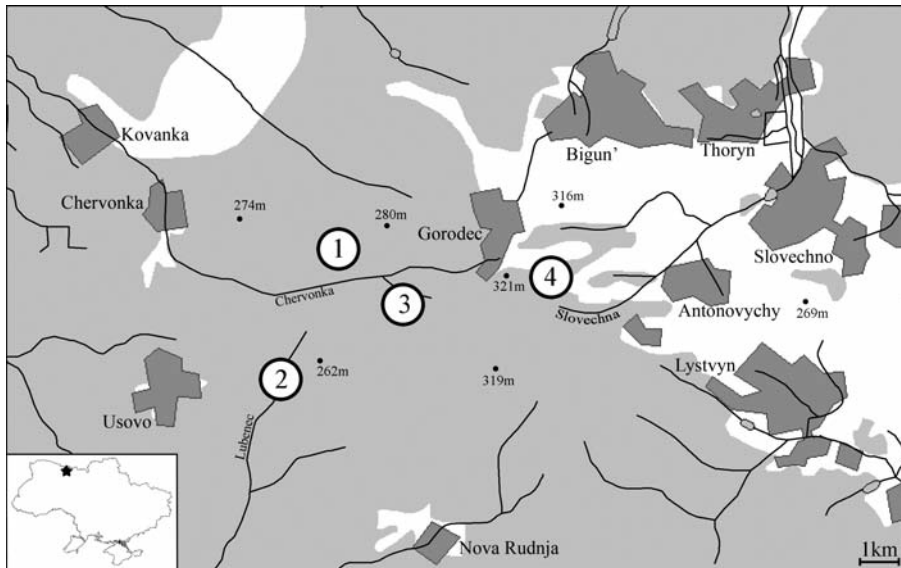 Kovanka
Bigun'
Thoryn
Chervonka
274m
280m
316m
Gorodec
Slovechno
1
321m
4
Chervonka
3
Slovechna
Antonovychy
269m
262m
319m
Lystvyn
2
Usovo
Lubenec
Nova Rudnja
1km